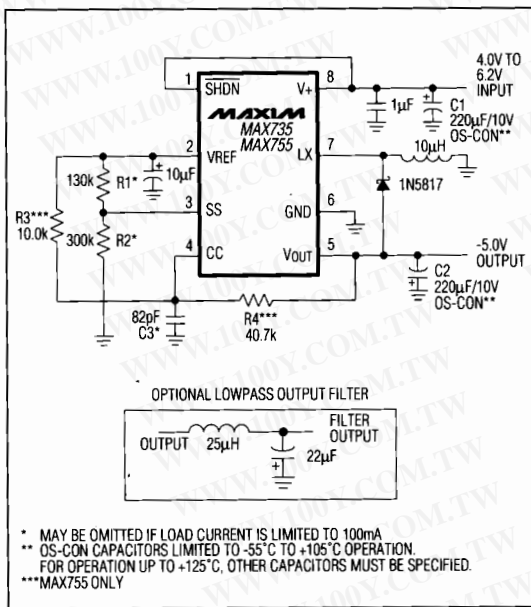 4.0V TO
6.2V
INPUT
1 SHDN
V+ 8
1µF
C1
220µF/10V
OS-CON**
MAXIM
MAX735
MAX755
2 VREF
10µF
130k R1*
LX 7
10µH
1N5817
R3***
10.0k
3 SS
GND 6
300k R2*
4 CC
VOUT 5
-5.0V
OUTPUT
C2
220µF/10V
OS-CON**
82pF
C3*
R4***
40.7k
OPTIONAL LOWPASS OUTPUT FILTER
OUTPUT
25µH
FILTER
OUTPUT
22µF
* MAY BE OMITTED IF LOAD CURRENT IS LIMITED TO 100mA
** OS-CON CAPACITORS LIMITED TO -55°C TO +105°C OPERATION.
FOR OPERATION UP TO +125°C, OTHER CAPACITORS MUST BE SPECIFIED.
***MAX755 ONLY
WWW.100Y.COM.TW